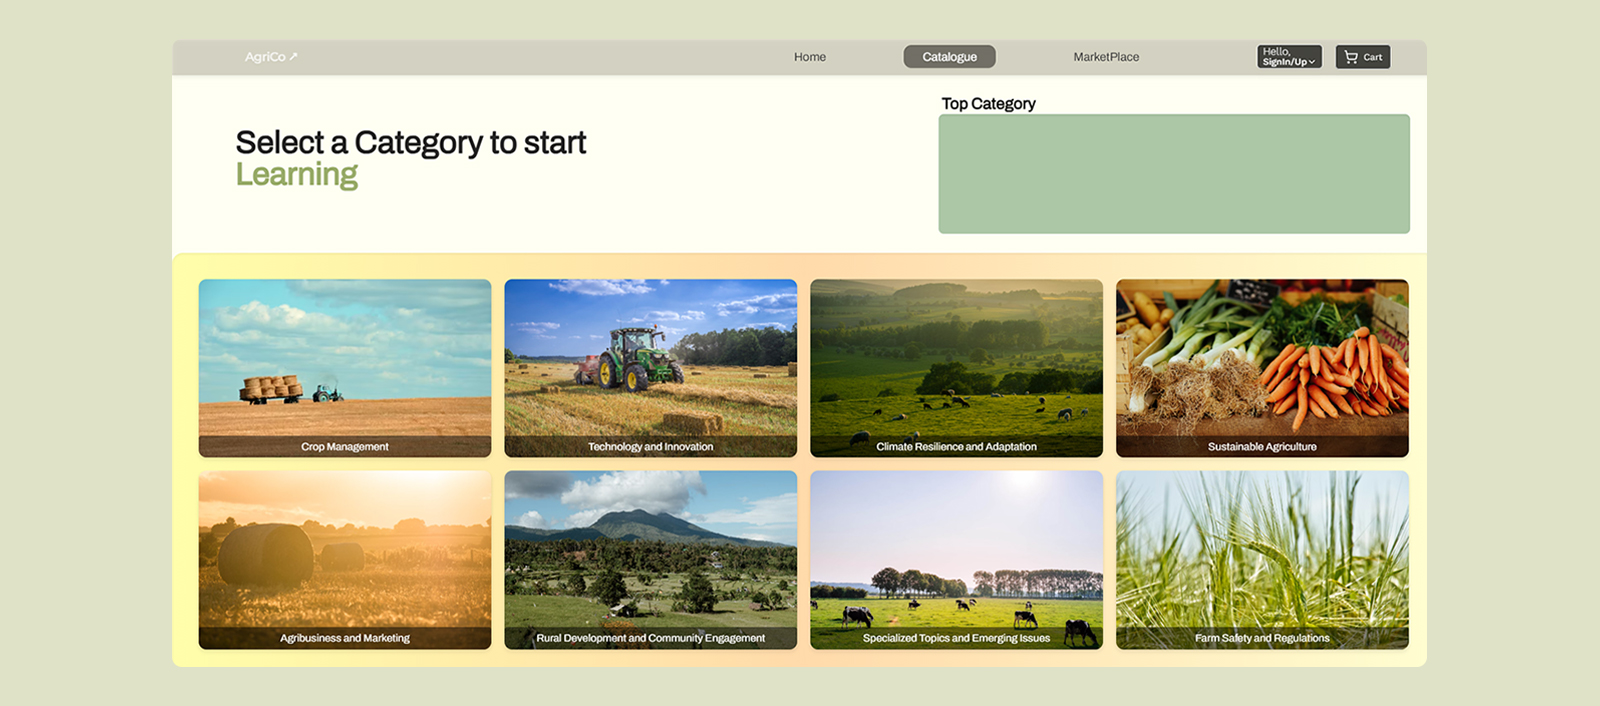 AgriCo ↗
Home
Catalogue
MarketPlace
Hello,
SignIn/Up
Cart
Top Category
Select a Category to start
Learning
Crop Management
Technology and Innovation
Climate Resilience and Adaptation
Sustainable Agriculture
Agribusiness and Marketing
Rural Development and Community Engagement
Specialized Topics and Emerging Issues
Farm Safety and Regulations